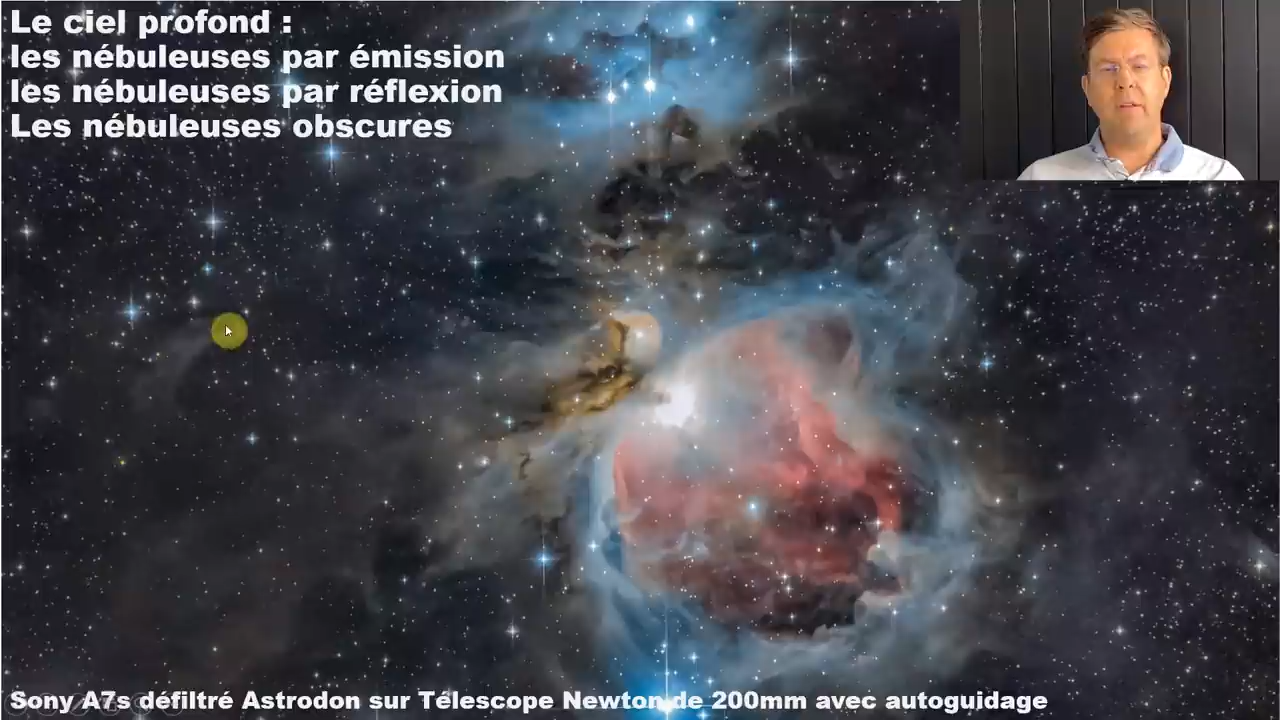 Le ciel profond :
les nébuleuses par émission
les nébuleuses par réflexion
Les nébuleuses obscures
Sony A7s défiltré Astrodon sur Télescope Newton de 200mm avec autoguidage